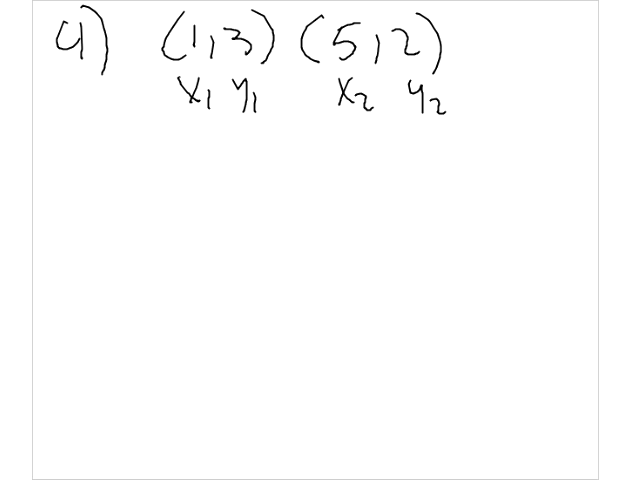 4) (1,3) (5,2)
x₁ y₁ x₂ y₂